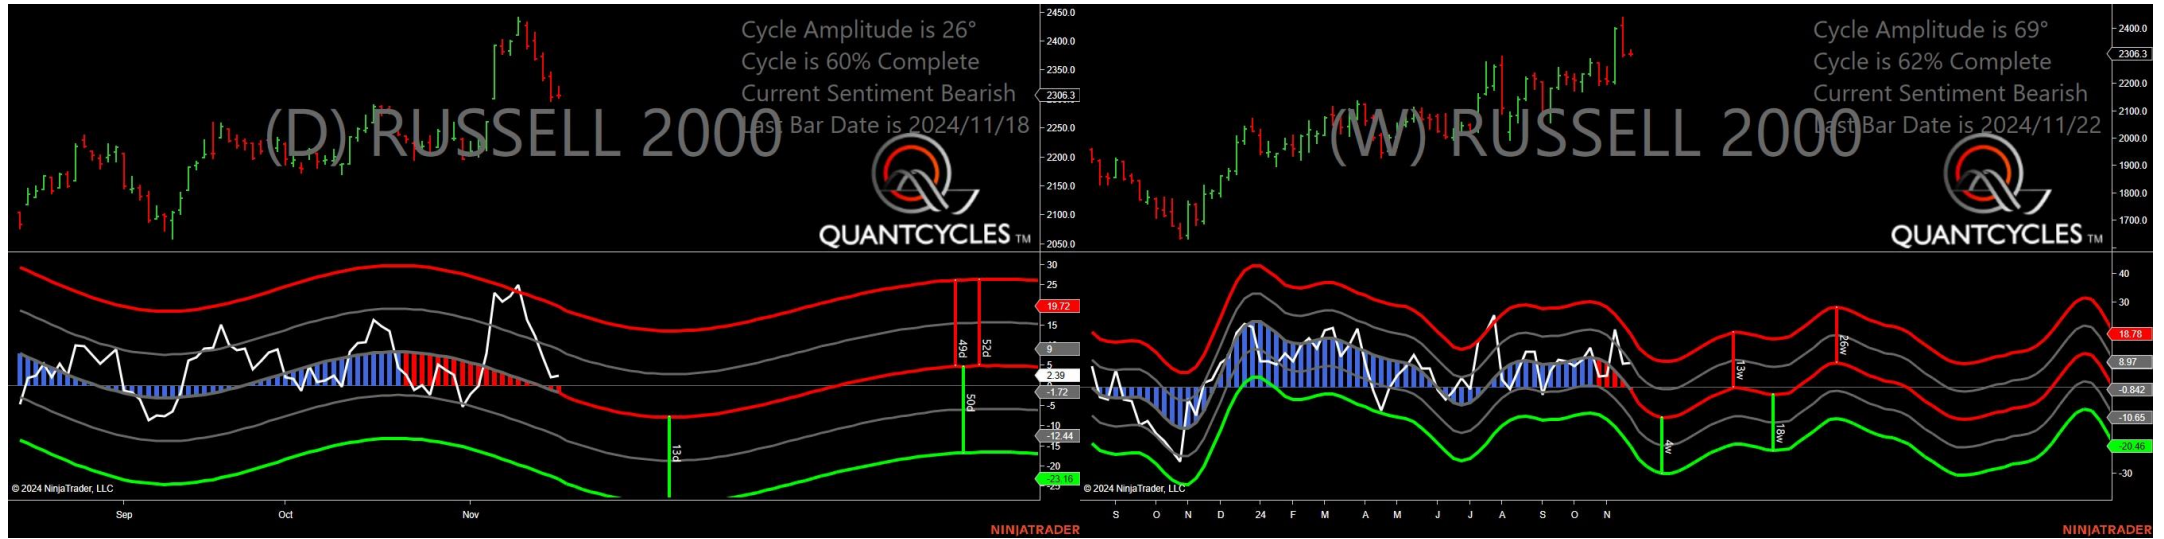 Cycle Amplitude is 26°
Cycle is 60% Complete
Current Sentiment Bearish
Last Bar Date is 2024/11/18
(D) RUSSELL 2000
QUANTCYCLES TM
2450.0
2400.0
2350.0
2306.3
2250.0
2200.0
2150.0
2100.0
2050.0
30
25
19.72
15
9
5
2.39
-1.72
-5
-10
-12.44
-15
-20
-23.16
-25
13d
49d
50d
52d
© 2024 NinjaTrader, LLC
Sep Oct Nov
NINJATRADER
Cycle Amplitude is 69°
Cycle is 62% Complete
Current Sentiment Bearish
Last Bar Date is 2024/11/22
(W) RUSSELL 2000
QUANTCYCLES TM
2400.0
2306.3
2200.0
2100.0
2000.0
1900.0
1800.0
1700.0
40
30
18.78
8.97
-0.842
-10.65
-20.46
-30
4w
13w
18w
26w
© 2024 NinjaTrader, LLC
S O N D 24 F M A M J J A S O N
NINJATRADER